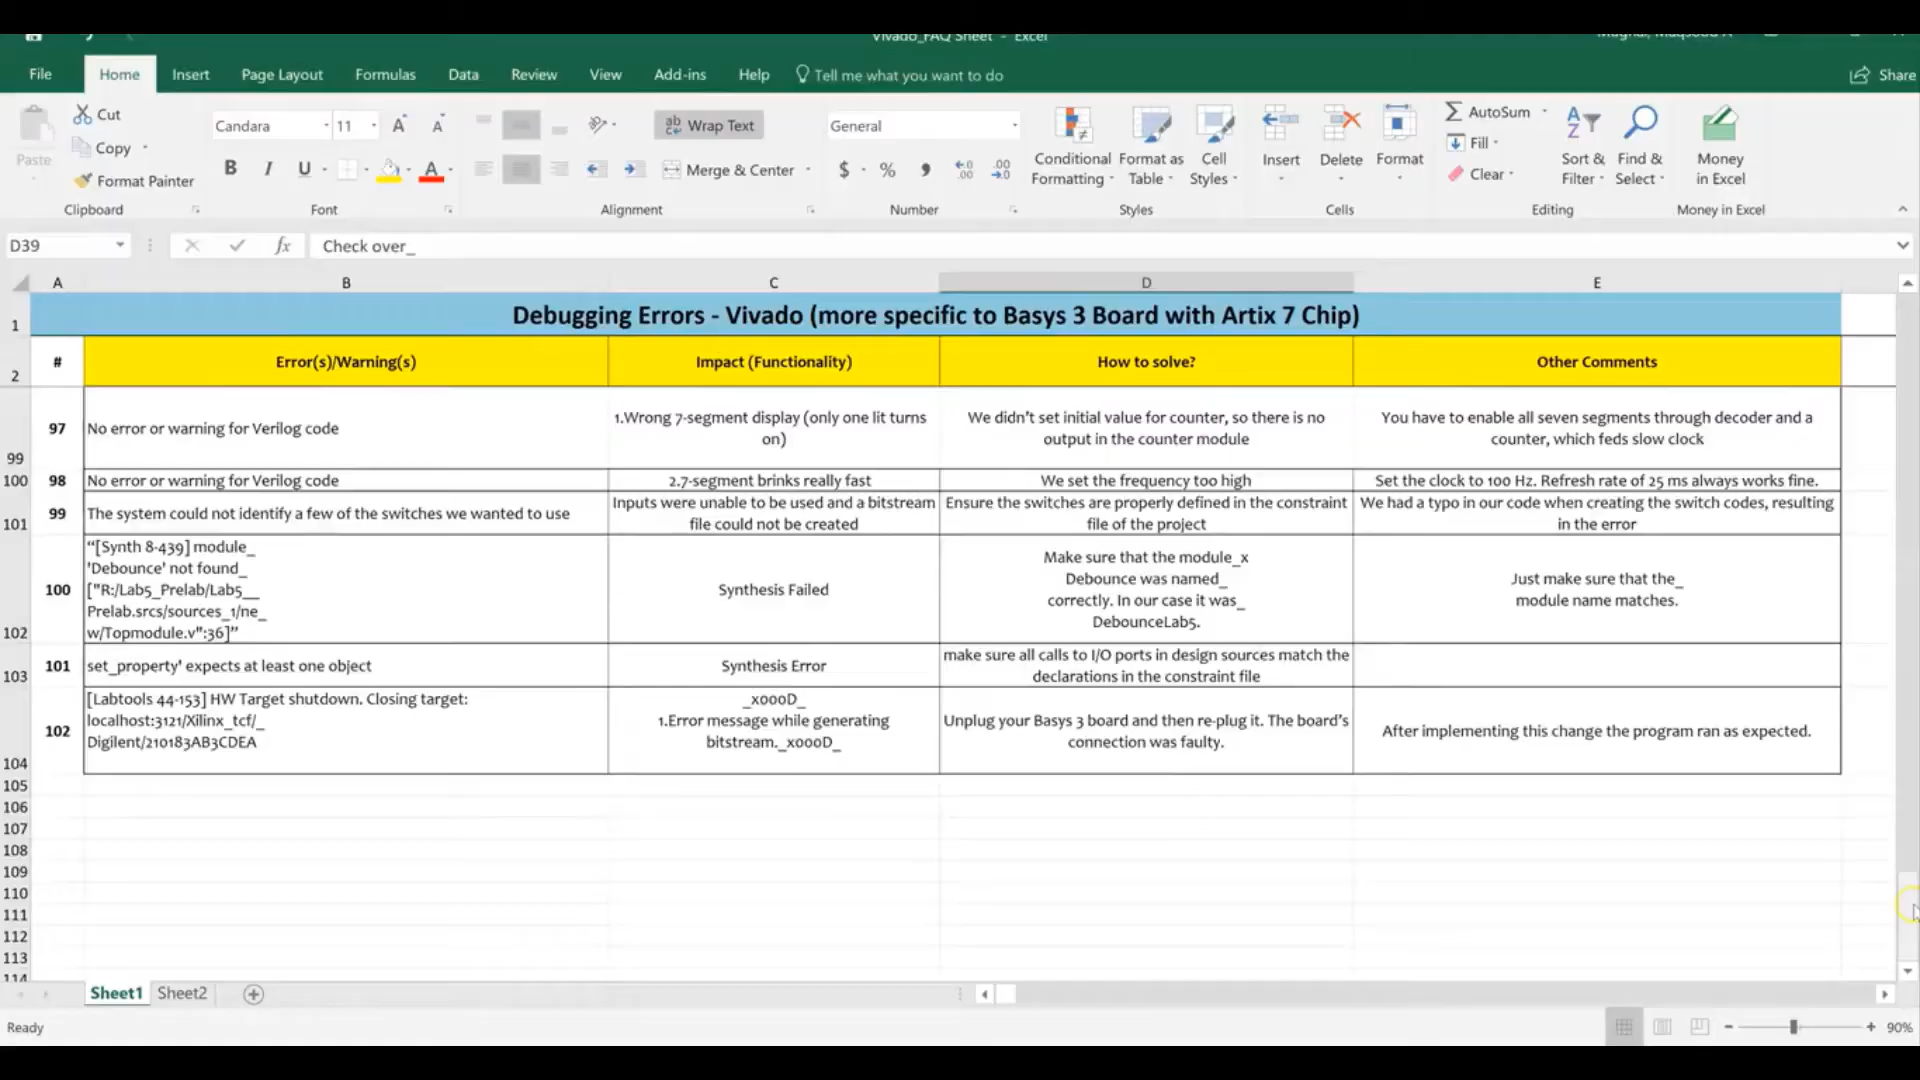 Vivado_FAQ Sheet - Excel
File Home Insert Page Layout Formulas Data Review View Add-ins Help Tell me what you want to do Share
Paste
Cut
Copy
Format Painter
Clipboard
Candara 11 A A
B I U A
Font
Wrap Text
Merge & Center
Alignment
General
$ % , .00 .00
Number
Conditional
Formatting
Format as
Table
Cell
Styles
Styles
Insert Delete Format
Cells
AutoSum
Fill
Clear
Sort &
Filter
Find &
Select
Editing
Money
in Excel
Money in Excel
D39 fx Check over_
A B C D E
1 Debugging Errors - Vivado (more specific to Basys 3 Board with Artix 7 Chip)
2 # Error(s)/Warning(s) Impact (Functionality) How to solve? Other Comments
99 97 No error or warning for Verilog code
1.Wrong 7-segment display (only one lit turns
on)
We didn't set initial value for counter, so there is no
output in the counter module
You have to enable all seven segments through decoder and a
counter, which feds slow clock
100 98 No error or warning for Verilog code 2.7-segment brinks really fast We set the frequency too high Set the clock to 100 Hz. Refresh rate of 25 ms always works fine.
101 99 The system could not identify a few of the switches we wanted to use
Inputs were unable to be used and a bitstream
file could not be created
Ensure the switches are properly defined in the constraint
file of the project
We had a typo in our code when creating the switch codes, resulting
in the error
102 100
“[Synth 8-439] module_
'Debounce' not found_
["R:/Lab5_Prelab/Lab5__
Prelab.srcs/sources_1/ne_
w/Topmodule.v":36]”
Synthesis Failed
Make sure that the module_x
Debounce was named_
correctly. In our case it was_
DebounceLab5.
Just make sure that the_
module name matches.
103 101 set_property' expects at least one object Synthesis Error
make sure all calls to I/O ports in design sources match the
declarations in the constraint file
104 102
[Labtools 44-153] HW Target shutdown. Closing target:
localhost:3121/Xilinx_tcf/_
Digilent/210183AB3CDEA
_x000D_
1.Error message while generating
bitstream._x000D_
Unplug your Basys 3 board and then re-plug it. The board's
connection was faulty.
After implementing this change the program ran as expected.
105
106
107
108
109
110
111
112
113
114
Sheet1 Sheet2
Ready 90%